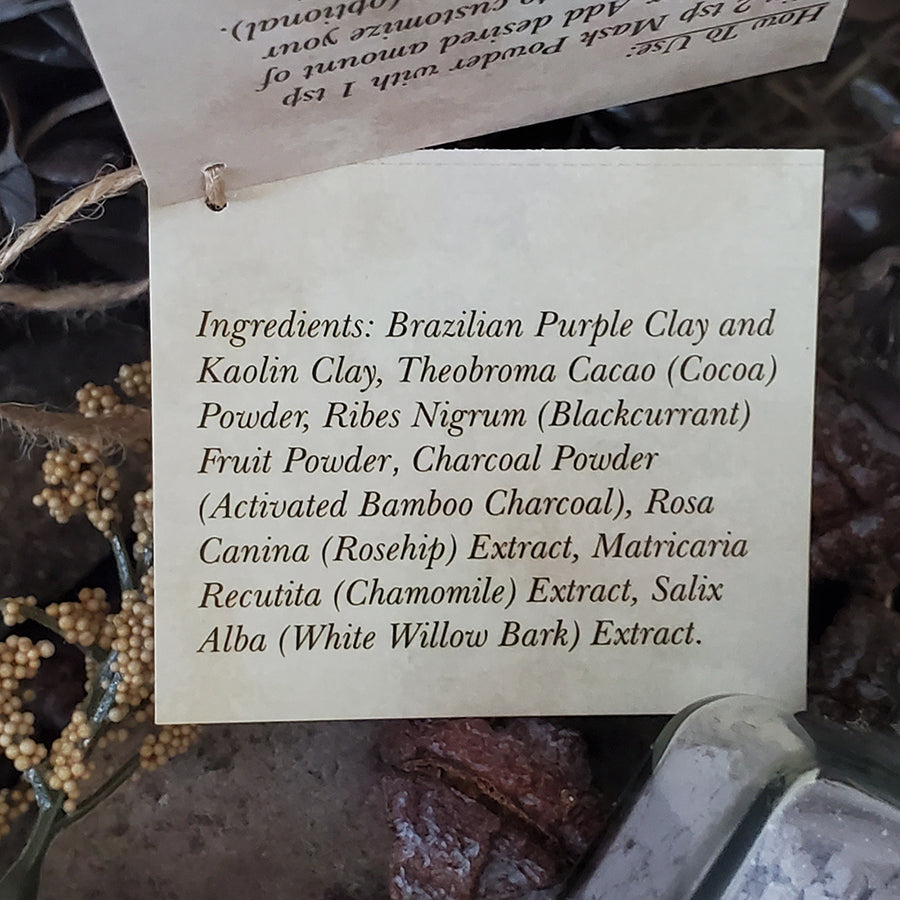 How To Use:
2 tsp Mask Powder with 1 tsp
Add desired amount of
customize your
(optional).
Ingredients: Brazilian Purple Clay and
Kaolin Clay, Theobroma Cacao (Cocoa)
Powder, Ribes Nigrum (Blackcurrant)
Fruit Powder, Charcoal Powder
(Activated Bamboo Charcoal), Rosa
Canina (Rosehip) Extract, Matricaria
Recutita (Chamomile) Extract, Salix
Alba (White Willow Bark) Extract.